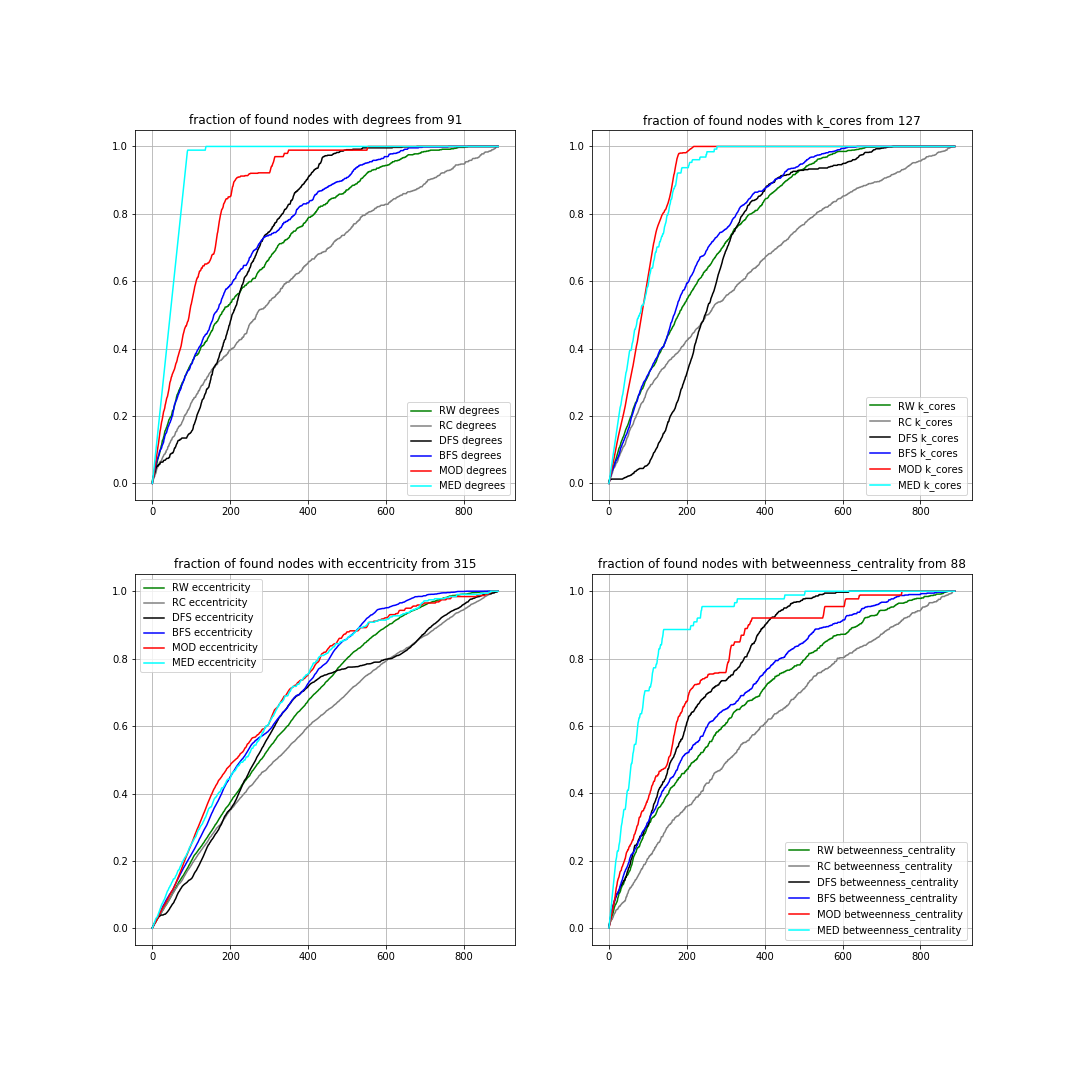 fraction of found nodes with degrees from 91
1.0
0.8
0.6
0.4
0.2
0.0
0 200 400 600 800
RW degrees
RC degrees
DFS degrees
BFS degrees
MOD degrees
MED degrees
fraction of found nodes with k_cores from 127
1.0
0.8
0.6
0.4
0.2
0.0
0 200 400 600 800
RW k_cores
RC k_cores
DFS k_cores
BFS k_cores
MOD k_cores
MED k_cores
fraction of found nodes with eccentricity from 315
1.0
0.8
0.6
0.4
0.2
0.0
0 200 400 600 800
RW eccentricity
RC eccentricity
DFS eccentricity
BFS eccentricity
MOD eccentricity
MED eccentricity
fraction of found nodes with betweenness_centrality from 88
1.0
0.8
0.6
0.4
0.2
0.0
0 200 400 600 800
RW betweenness_centrality
RC betweenness_centrality
DFS betweenness_centrality
BFS betweenness_centrality
MOD betweenness_centrality
MED betweenness_centrality